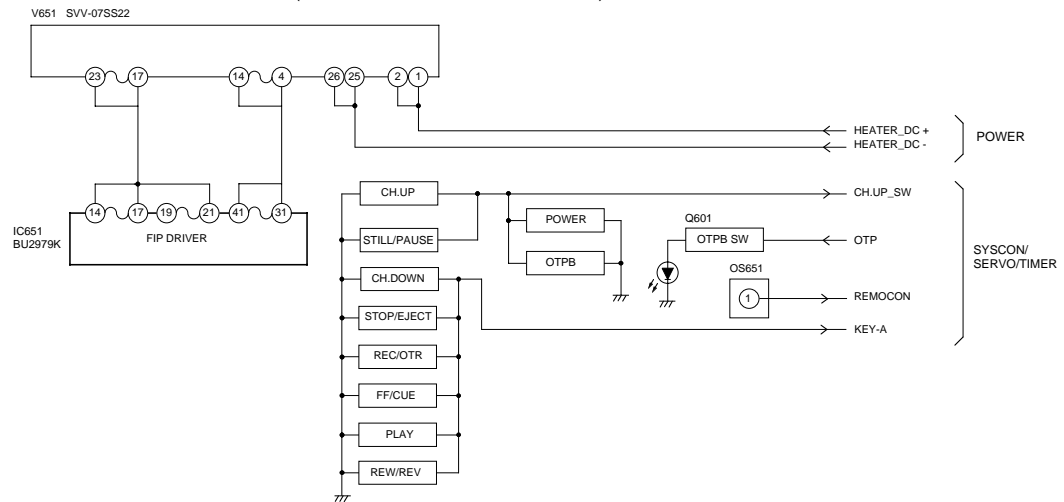 V651 SVV-07SS22
23 17 14 4 26 25 2 1
HEATER_DC +
HEATER_DC -
POWER
14 17 19 21 41 31
IC651
BU2979K
FIP DRIVER
CH.UP
CH.UP_SW
POWER
Q601
STILL/PAUSE
OTPB SW
OTP
OTPB
SYSCON/
SERVO/TIMER
OS651
CH.DOWN
1
REMOCON
STOP/EJECT
KEY-A
REC/OTR
FF/CUE
PLAY
REW/REV